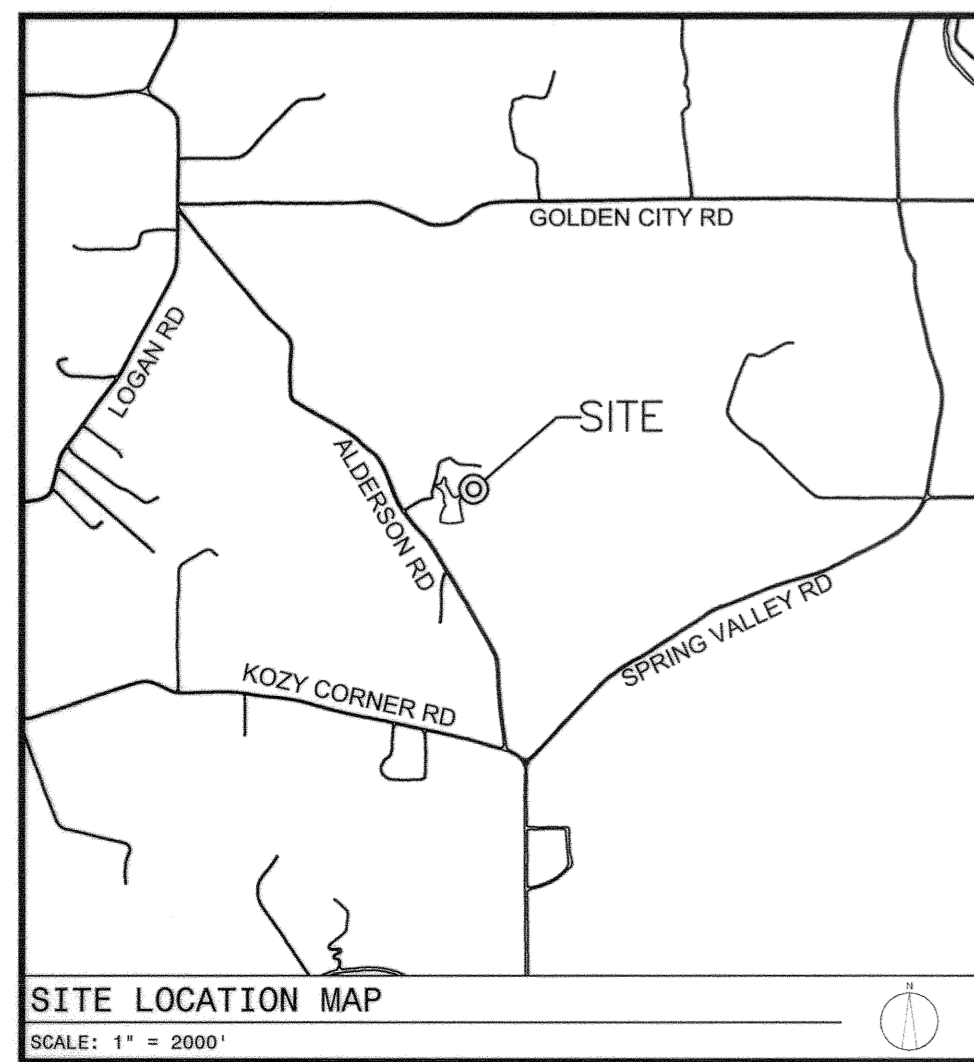 GOLDEN CITY RD
LOGAN RD
SITE
ALDERSON RD
SPRING VALLEY RD
KOZY CORNER RD
SITE LOCATION MAP
N
SCALE: 1" = 2000'